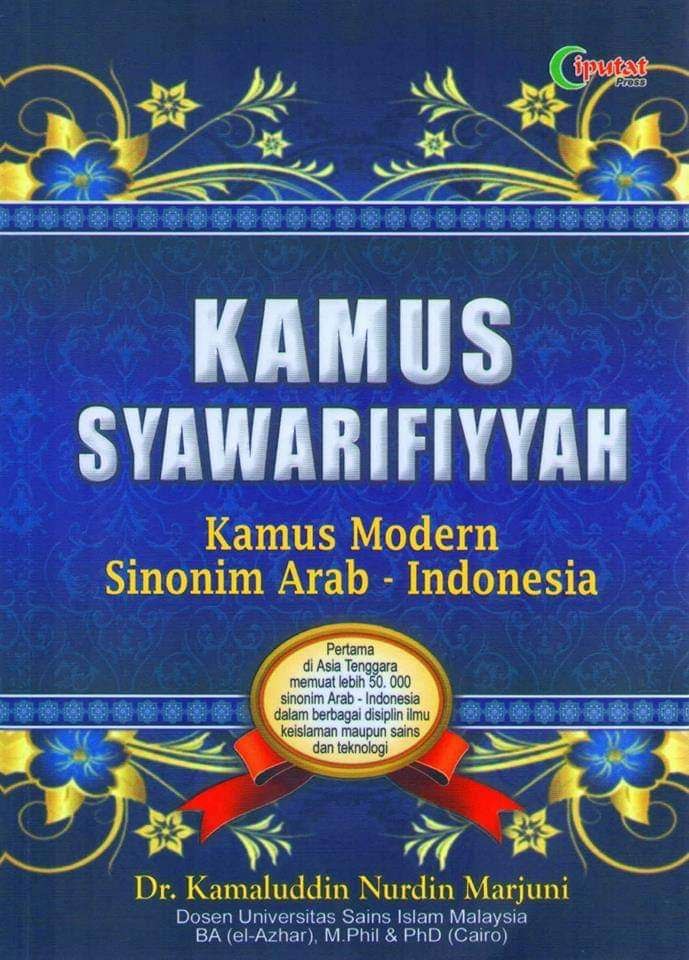 Ciputat
Press
KAMUS
SYAWARIFIYYAH
Kamus Modern
Sinonim Arab - Indonesia
Pertama
di Asia Tenggara
memuat lebih 50. 000
sinonim Arab - Indonesia
dalam berbagai disiplin ilmu
keislaman maupun sains
dan teknologi
Dr. Kamaluddin Nurdin Marjuni
Dosen Universitas Sains Islam Malaysia
BA (el-Azhar), M.Phil & PhD (Cairo)